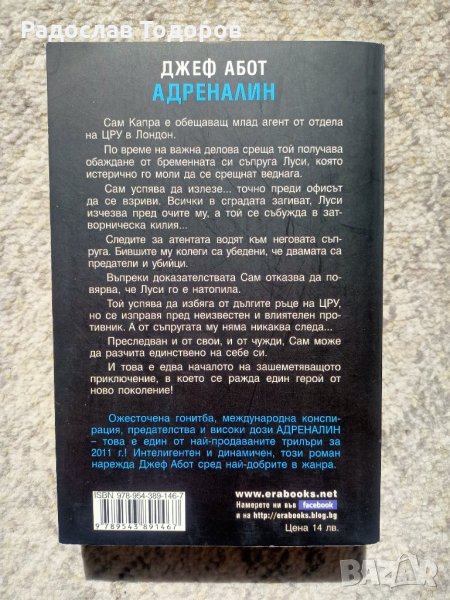 Радослав Тодоров
ДЖЕФ АБОТ
АДРЕНАЛИН
Сам Капра е обещаващ млад агент от отдела
на ЦРУ в Лондон.
По време на важна делова среща той получава
обаждане от бременната си съпруга Луси, която
истерично го моли да се срещнат веднага.
Сам успява да излезе... точно преди офисът
да се взриви. Всички в сградата загиват, Луси
изчезва пред очите му, а той се събужда в зат-
ворническа килия...
Следите за атентата водят към неговата съп-
руга. Бившите му колеги са убедени, че двамата са
предатели и убийци.
Въпреки доказателствата Сам отказва да по-
вярва, че Луси го е натопила.
Той успява да избяга от дългите ръце на ЦРУ,
но се изправя пред неизвестен и влиятелен про-
тивник. А от съпругата му няма никаква следа...
Преследван и от свои, и от чужди, Сам може
да разчита единствено на себе си.
И това е едва началото на зашеметяващото
приключение, в което се ражда един герой от
ново поколение!
Ожесточена гонитба, международна конспи-
рация, предателства и високи дози АДРЕНАЛИН
– това е един от най-продаваните трилъри за
2011 г.! Интелигентен и динамичен, този роман
нарежда Джеф Абот сред най-добрите в жанра.
ISBN 978-954-389-146-7
9 789543 891467
www.erabooks.net
Намерете ни във facebook
и на http://erabooks.blog.bg
Цена 14 лв.
BAZAR